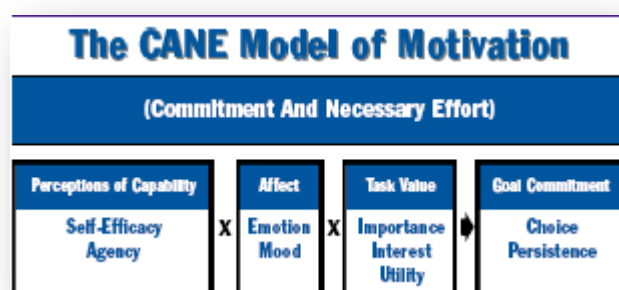 The CANE Model of Motivation
(Commitment And Necessary Effort)
Perceptions of Capability
Self-Efficacy
Agency
X
Affect
Emotion
Mood
X
Task Value
Importance
Interest
Utility
Goal Commitment
Choice
Persistence